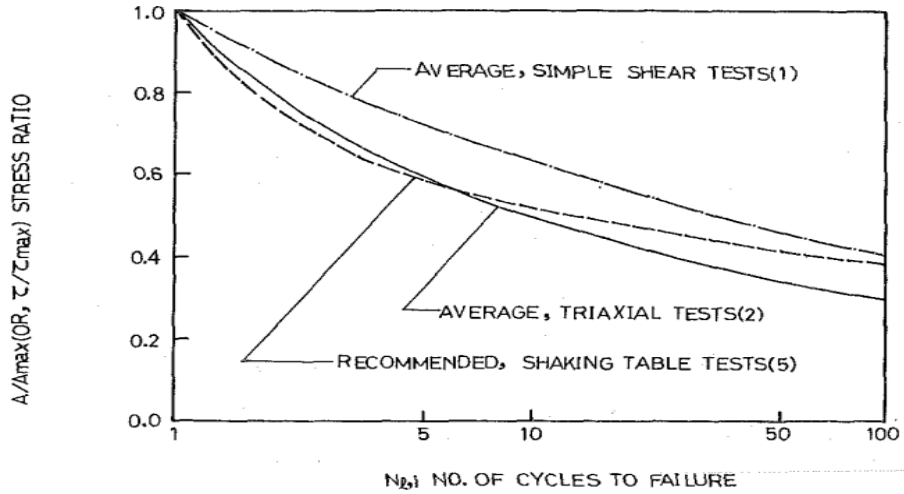 1.0
AVERAGE, SIMPLE SHEAR TESTS(1)
0.8
A/Amax(OR, τ/τmax) STRESS RATIO
0.6
0.4
AVERAGE, TRIAXIAL TESTS(2)
0.2
RECOMMENDED, SHAKING TABLE TESTS(5)
0.0
1 5 10 50 100
Nℓ,i NO. OF CYCLES TO FAILURE